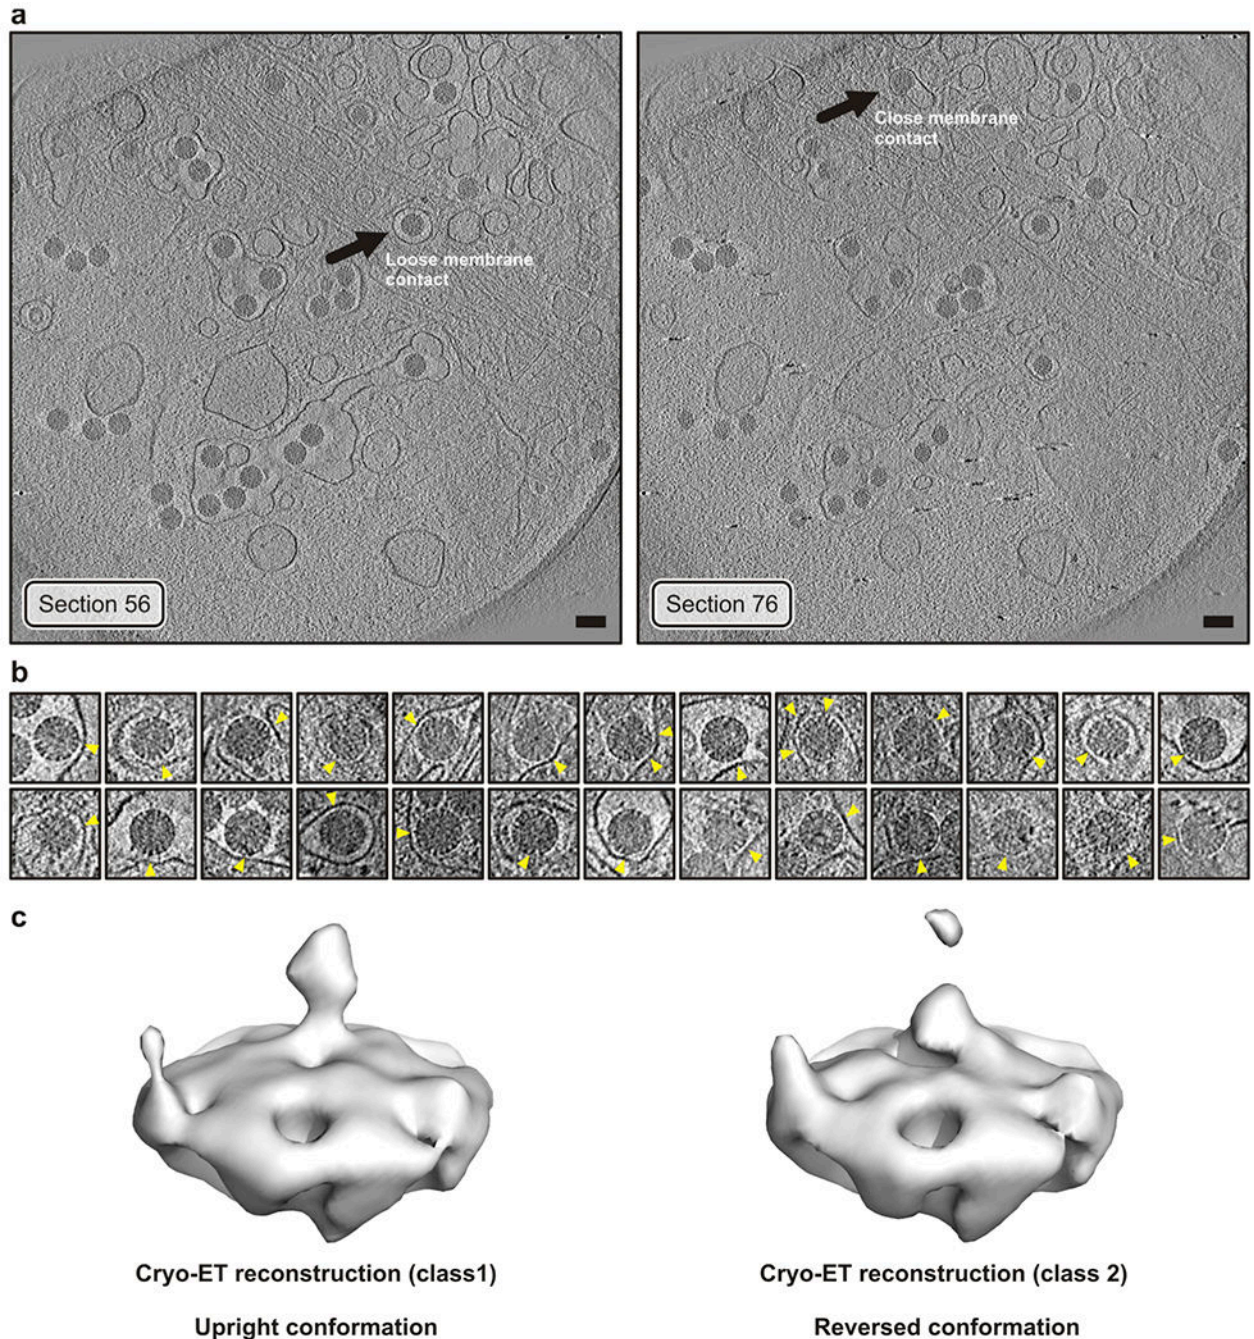 a
Loose membrane
contact
Section 56
Close membrane
contact
Section 76
b
c
Cryo-ET reconstruction (class1)
Upright conformation
Cryo-ET reconstruction (class 2)
Reversed conformation